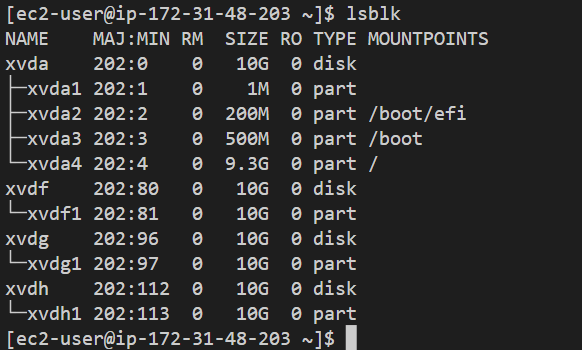 [ec2-user@ip-172-31-48-203 ~]$ lsblk
NAME    MAJ:MIN RM  SIZE RO TYPE MOUNTPOINTS
xvda    202:0    0   10G  0 disk
├─xvda1 202:1    0    1M  0 part
├─xvda2 202:2    0  200M  0 part /boot/efi
├─xvda3 202:3    0  500M  0 part /boot
└─xvda4 202:4    0  9.3G  0 part /
xvdf    202:80   0   10G  0 disk
└─xvdf1 202:81   0   10G  0 part
xvdg    202:96   0   10G  0 disk
└─xvdg1 202:97   0   10G  0 part
xvdh    202:112  0   10G  0 disk
└─xvdh1 202:113  0   10G  0 part
[ec2-user@ip-172-31-48-203 ~]$